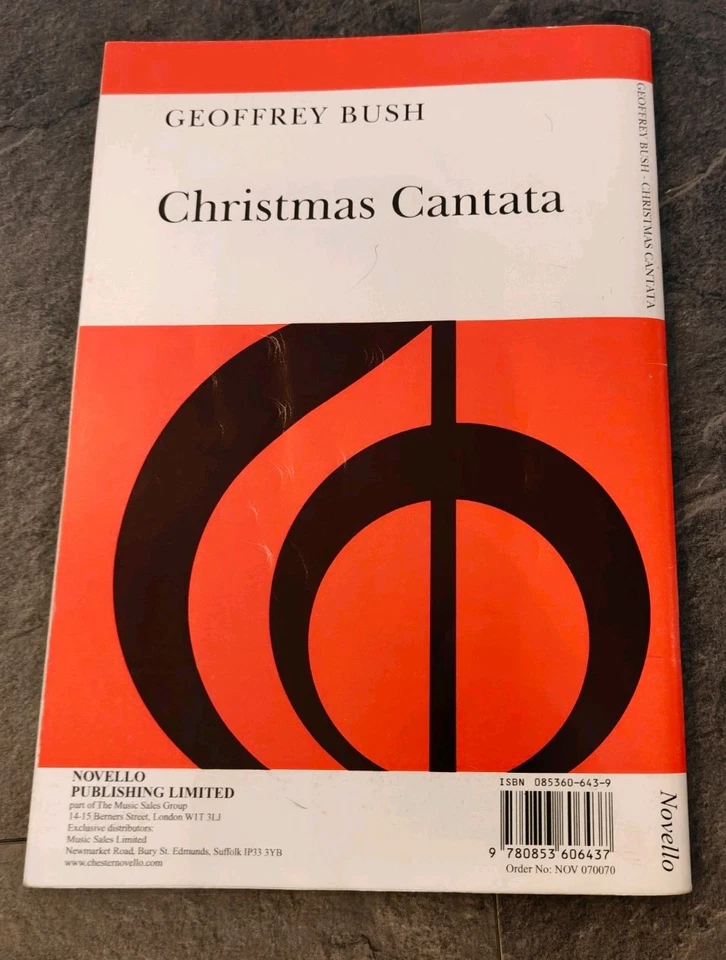 GEOFFREY BUSH
Christmas Cantata
GEOFFREY BUSH - CHRISTMAS CANTATA
NOVELLO
PUBLISHING LIMITED
part of The Music Sales Group
14-15 Berners Street, London W1T 3LJ
Exclusive distributors:
Music Sales Limited
Newmarket Road, Bury St. Edmunds, Suffolk IP33 3YB
www.chesternovello.com
ISBN 085360-643-9
9 780853 606437
Order No: NOV 070070
Novello